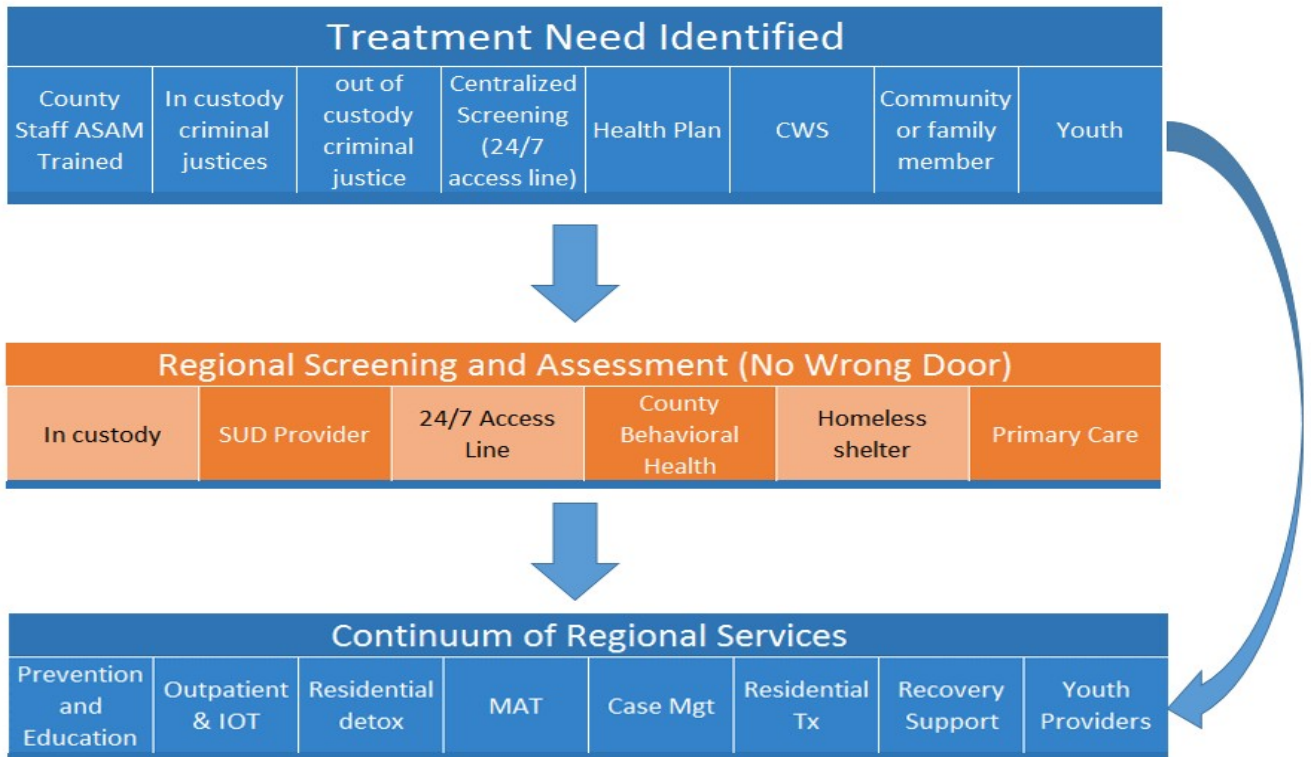 Treatment Need Identified
County
Staff ASAM
Trained
In custody
criminal
justices
out of
custody
criminal
justice
Centralized
Screening
(24/7
access line)
Health Plan
CWS
Community
or family
member
Youth
Regional Screening and Assessment (No Wrong Door)
In custody
SUD Provider
24/7 Access
Line
County
Behavioral
Health
Homeless
shelter
Primary Care
Continuum of Regional Services
Prevention
and
Education
Outpatient
& IOT
Residential
detox
MAT
Case Mgt
Residential
Tx
Recovery
Support
Youth
Providers